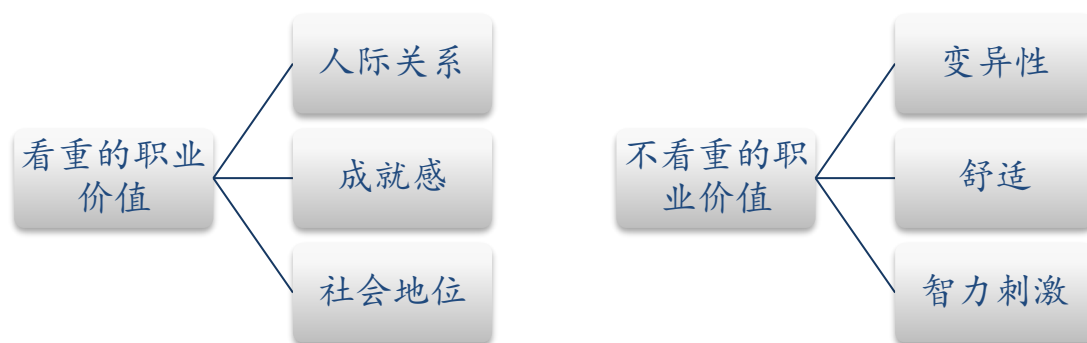 看重的职业
价值
人际关系
成就感
社会地位
不看重的职
业价值
变异性
舒适
智力刺激